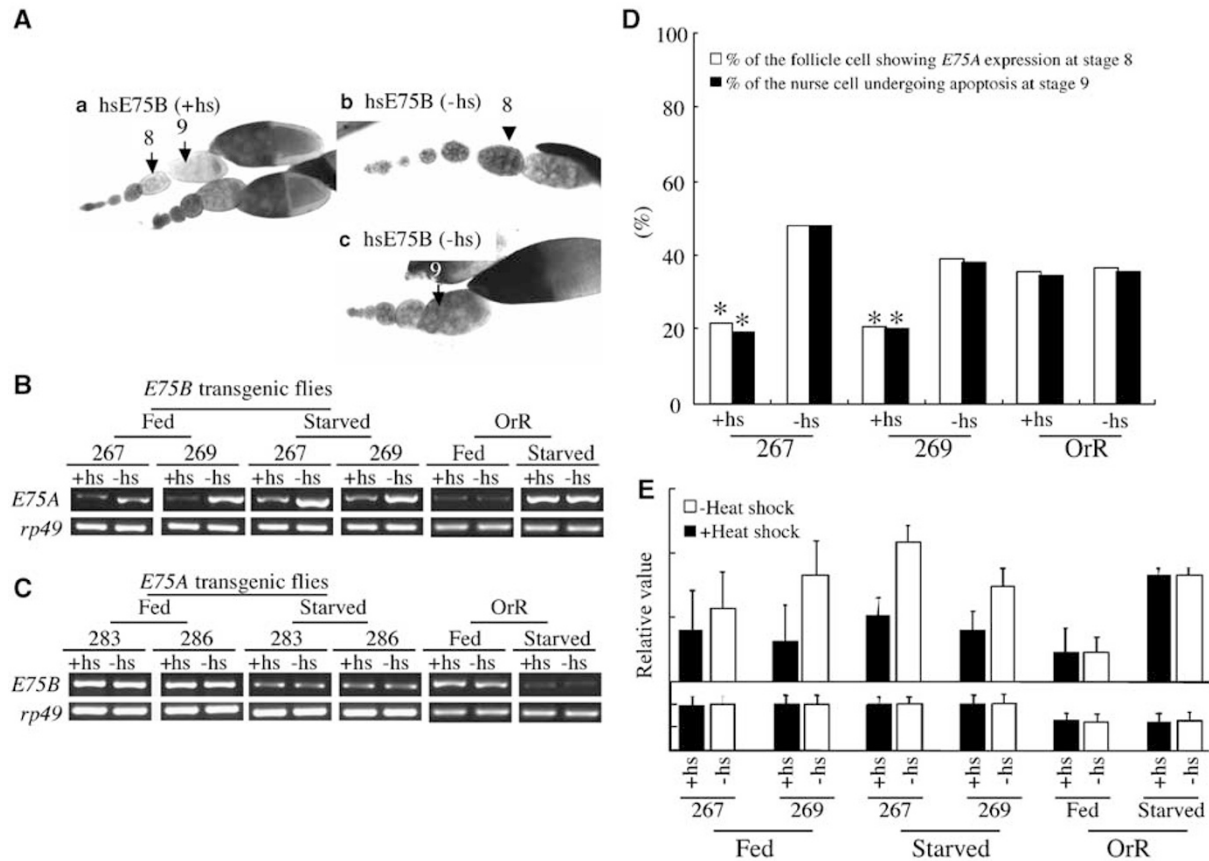 A
a hsE75B (+hs)
8
9
b hsE75B (-hs)
8
c hsE75B (-hs)
9
B
E75B transgenic flies
Fed Starved OrR
267 269 267 269 Fed Starved
+hs -hs +hs -hs +hs -hs +hs -hs +hs -hs +hs -hs
E75A
rp49
C
E75A transgenic flies
Fed Starved OrR
283 286 283 286 Fed Starved
+hs -hs +hs -hs +hs -hs +hs -hs +hs -hs +hs -hs
E75B
rp49
D
100
80
60
40
20
0
(%)
% of the follicle cell showing E75A expression at stage 8
% of the nurse cell undergoing apoptosis at stage 9
* * * *
+hs -hs +hs -hs +hs -hs
267 269 OrR
E
-Heat shock
+Heat shock
Relative value
+hs -hs +hs -hs +hs -hs +hs -hs +hs -hs +hs -hs
267 269 267 269 Fed Starved
Fed Starved OrR